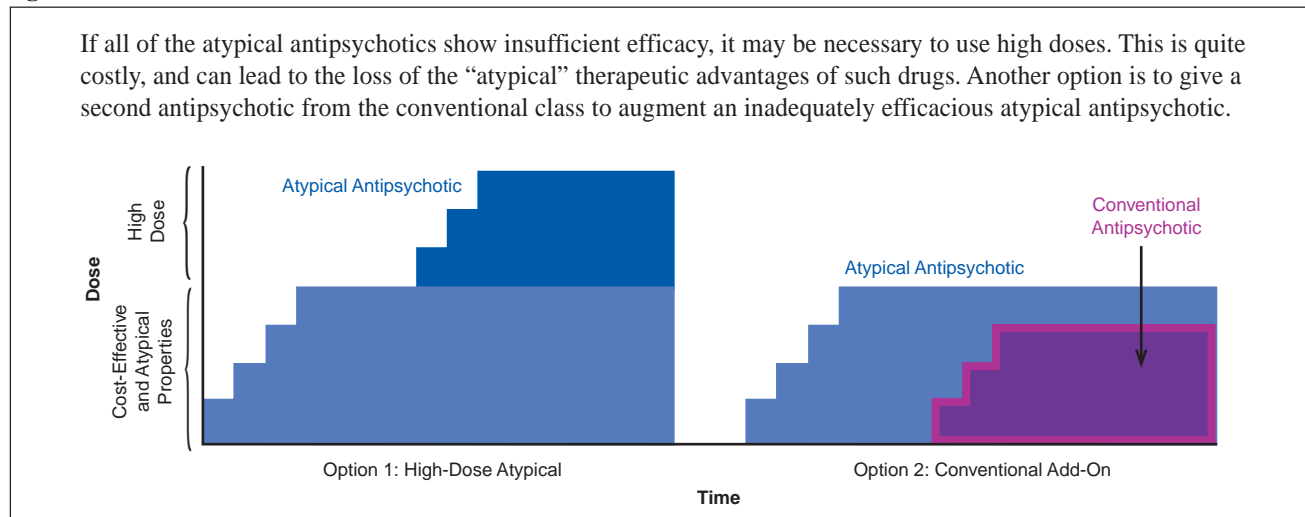 If all of the atypical antipsychotics show insufficient efficacy, it may be necessary to use high doses. This is quite
costly, and can lead to the loss of the “atypical” therapeutic advantages of such drugs. Another option is to give a
second antipsychotic from the conventional class to augment an inadequately efficacious atypical antipsychotic.
Dose
High
Dose
Cost-Effective
and Atypical
Properties
Atypical Antipsychotic
Atypical Antipsychotic
Conventional
Antipsychotic
Option 1: High-Dose Atypical
Option 2: Conventional Add-On
Time